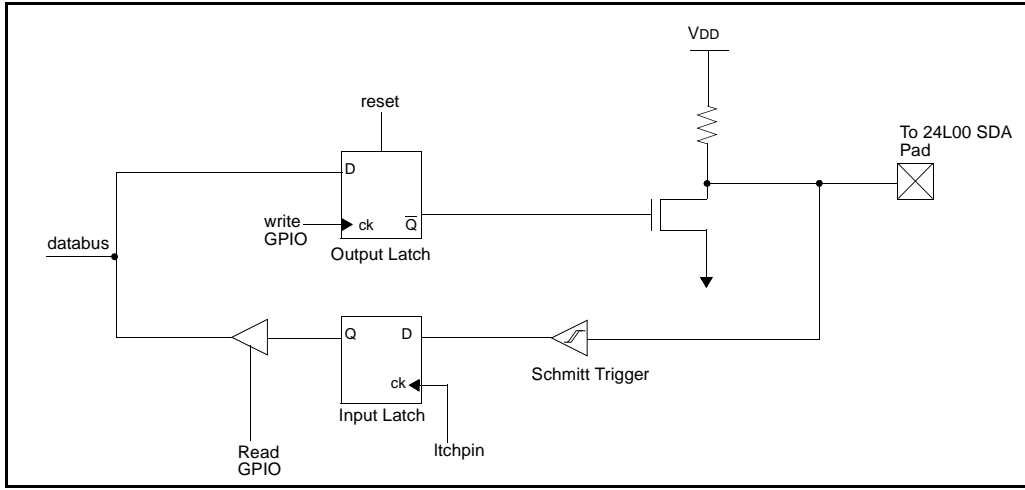 VDD
reset
To 24L00 SDA
Pad
D
write
GPIO
ck
Q
Output Latch
databus
Q
D
ck
Schmitt Trigger
Input Latch
Read
GPIO
ltchpin